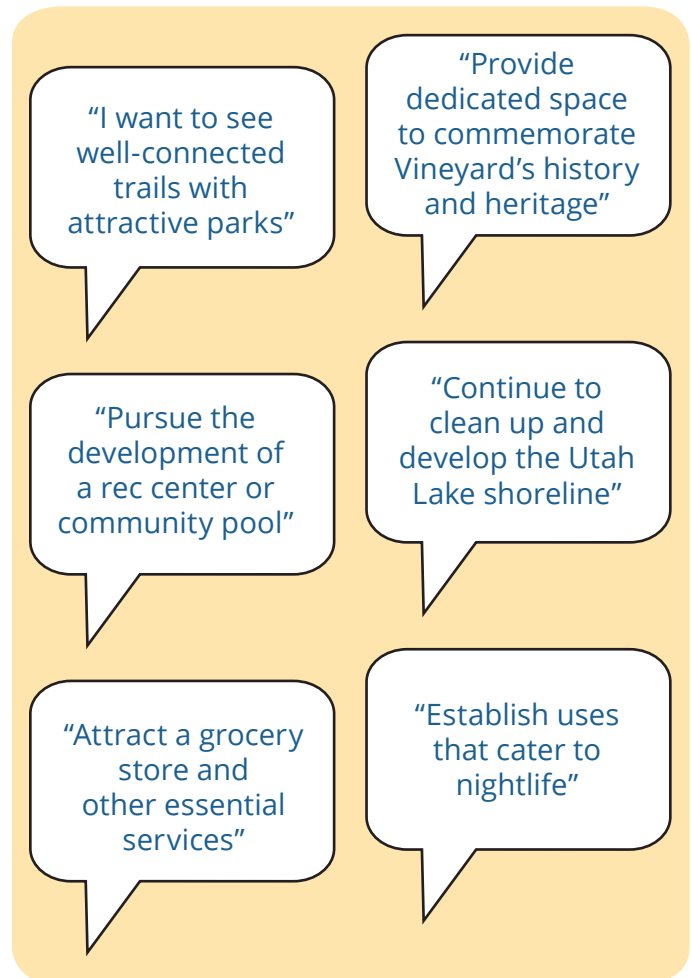 “I want to see
well-connected
trails with
attractive parks”
“Provide
dedicated space
to commemorate
Vineyard’s history
and heritage”
“Pursue the
development of
a rec center or
community pool”
“Continue to
clean up and
develop the Utah
Lake shoreline”
“Attract a grocery
store and
other essential
services”
“Establish uses
that cater to
nightlife”